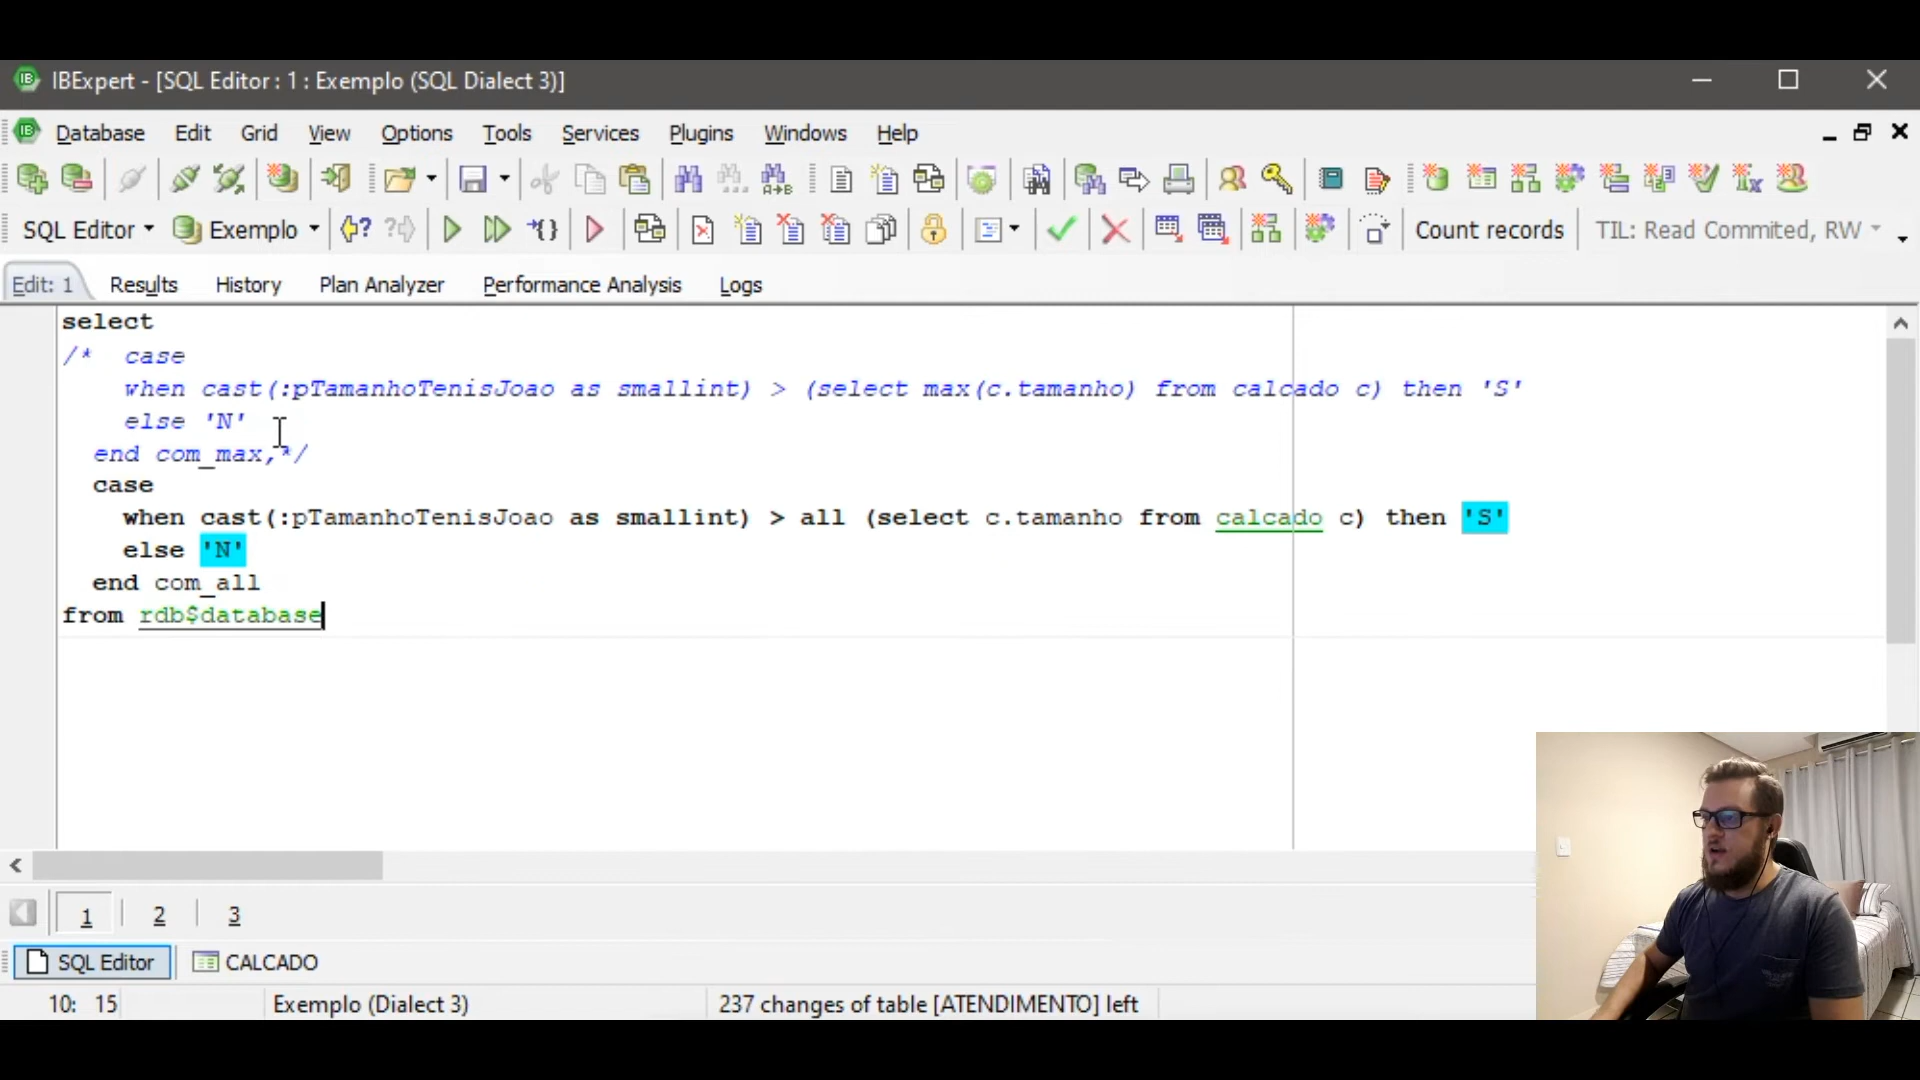 IBExpert - [SQL Editor : 1 : Exemplo (SQL Dialect 3)]
Database Edit Grid View Options Tools Services Plugins Windows Help
SQL Editor Exemplo Count records TIL: Read Commited, RW
Edit: 1 Results History Plan Analyzer Performance Analysis Logs
select
/* case
when cast(:pTamanhoTenisJoao as smallint) > (select max(c.tamanho) from calcado c) then 'S'
else 'N'
end com_max,*/
case
when cast(:pTamanhoTenisJoao as smallint) > all (select c.tamanho from calcado c) then 'S'
else 'N'
end com_all
from rdb$database
1 2 3
SQL Editor CALCADO
10: 15 Exemplo (Dialect 3) 237 changes of table [ATENDIMENTO] left